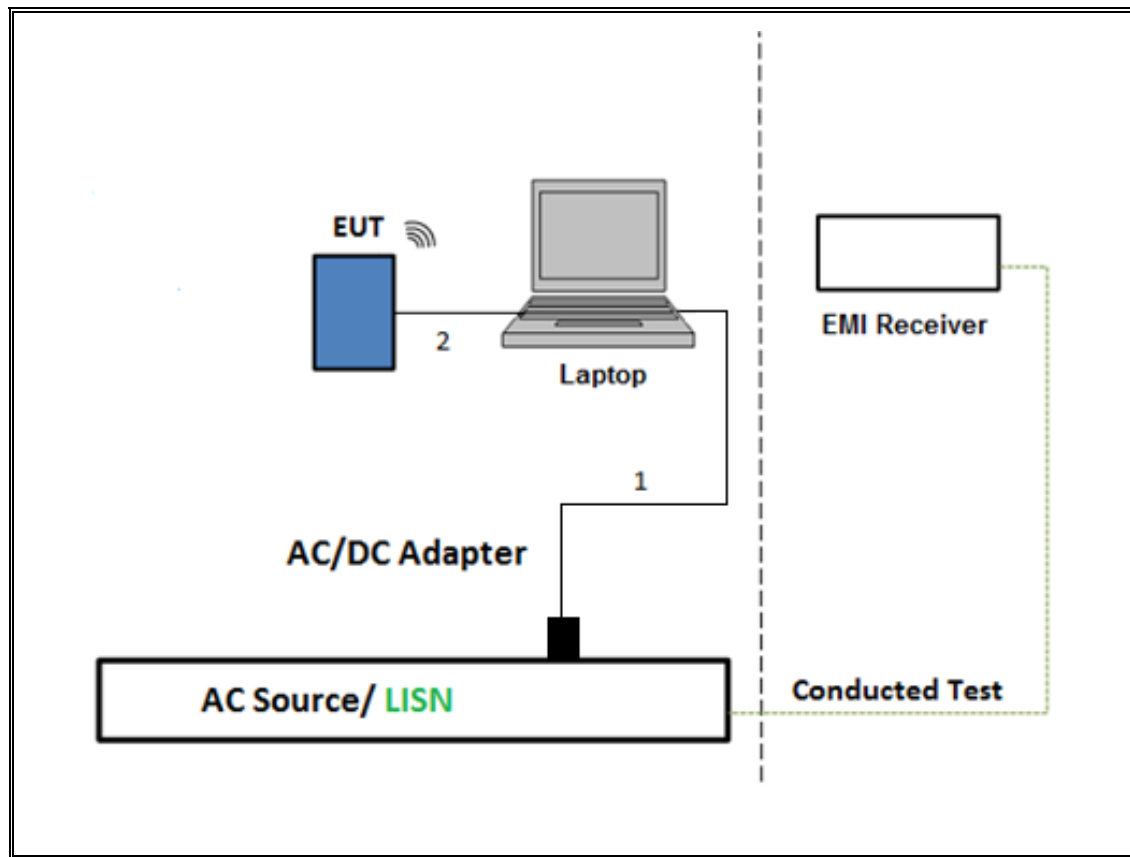 EUT
2
Laptop
EMI Receiver
1
AC/DC Adapter
AC Source/ LISN
Conducted Test